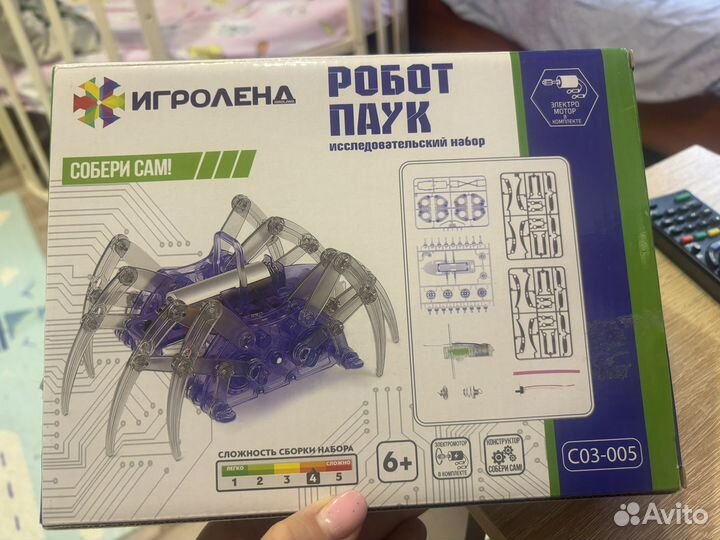 ИГРОЛЕНД
РОБОТ
ПАУК
исследовательский набор
ЭЛЕКТРО
МОТОР
В
КОМПЛЕКТЕ
СОБЕРИ САМ!
СЛОЖНОСТЬ СБОРКИ НАБОРА
ЛЕГКО СЛОЖНО
1 2 3 4 5
6+
ЭЛЕКТРОМОТОР
В КОМПЛЕКТЕ
КОНСТРУКТОР
СОБЕРИ САМ!
C03-005
Avito